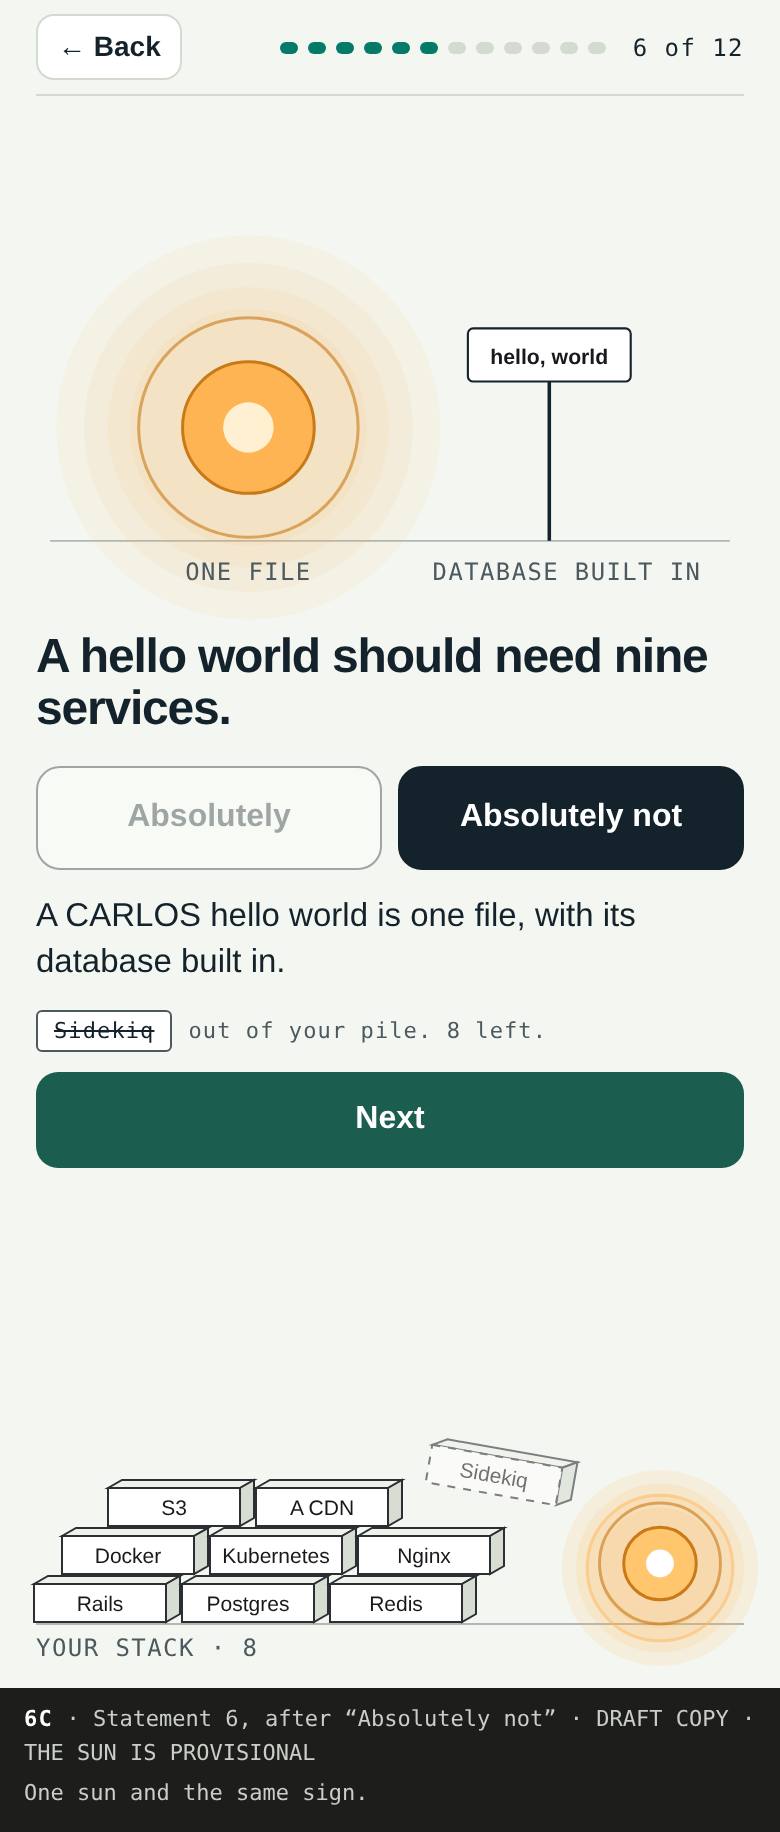 ← Back
6 of 12
hello, world
ONE FILE
DATABASE BUILT IN
A hello world should need nine
services.
Absolutely
Absolutely not
A CARLOS hello world is one file, with its
database built in.
Sidekiq out of your pile. 8 left.
Next
Sidekiq
S3
A CDN
Docker
Kubernetes
Nginx
Rails
Postgres
Redis
YOUR STACK · 8
6C · Statement 6, after “Absolutely not” · DRAFT COPY ·
THE SUN IS PROVISIONAL
One sun and the same sign.